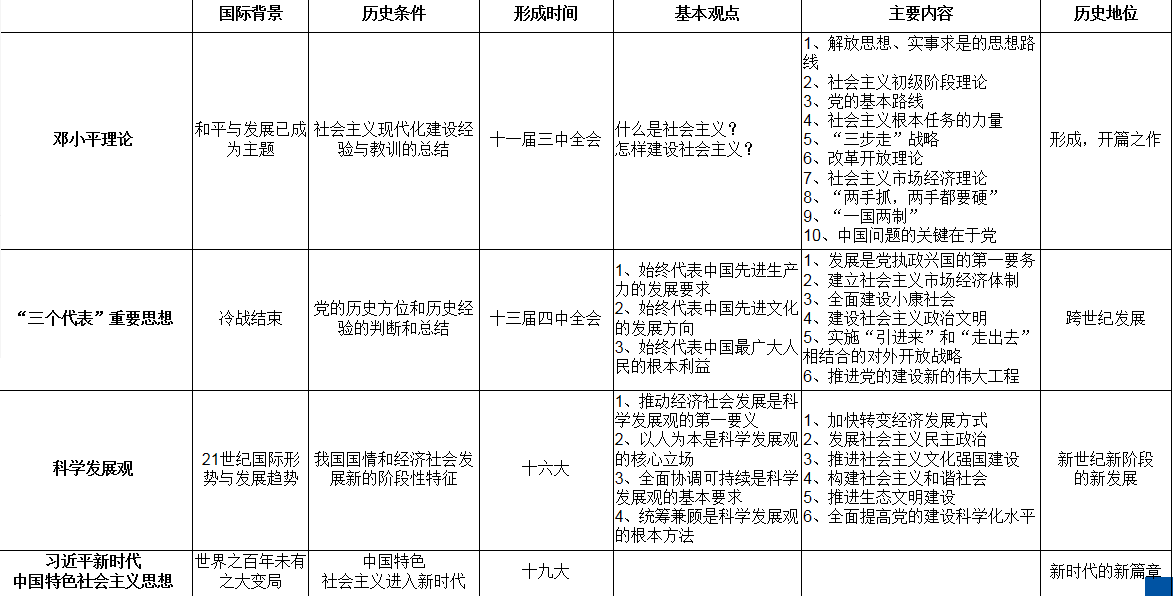 国际背景
历史条件
形成时间
基本观点
主要内容
历史地位
邓小平理论
和平与发展已成
为主题
社会主义现代化建设经
验与教训的总结
十一届三中全会
什么是社会主义？
怎样建设社会主义？
1、解放思想、实事求是的思想路
线
2、社会主义初级阶段理论
3、党的基本路线
4、社会主义根本任务的力量
5、“三步走”战略
6、改革开放理论
7、社会主义市场经济理论
8、“两手抓，两手都要硬”
9、“一国两制”
10、中国问题的关键在于党
形成，开篇之作
“三个代表”重要思想
冷战结束
党的历史方位和历史经
验的判断和总结
十三届四中全会
1、始终代表中国先进生产
力的发展要求
2、始终代表中国先进文化
的发展方向
3、始终代表中国最广大人
民的根本利益
1、发展是党执政兴国的第一要务
2、建立社会主义市场经济体制
3、全面建设小康社会
4、建设社会主义政治文明
5、实施“引进来”和“走出去”
相结合的对外开放战略
6、推进党的建设新的伟大工程
跨世纪发展
科学发展观
21世纪国际形
势与发展趋势
我国国情和经济社会发
展新的阶段性特征
十六大
1、推动经济社会发展是科
学发展观的第一要义
2、以人为本是科学发展观
的核心立场
3、全面协调可持续是科学
发展观的基本要求
4、统筹兼顾是科学发展观
的根本方法
1、加快转变经济发展方式
2、发展社会主义民主政治
3、推进社会主义文化强国建设
4、构建社会主义和谐社会
5、推进生态文明建设
6、全面提高党的建设科学化水平
新世纪新阶段
的新发展
习近平新时代
中国特色社会主义思想
世界之百年未有
之大变局
中国特色
社会主义进入新时代
十九大
新时代的新篇章